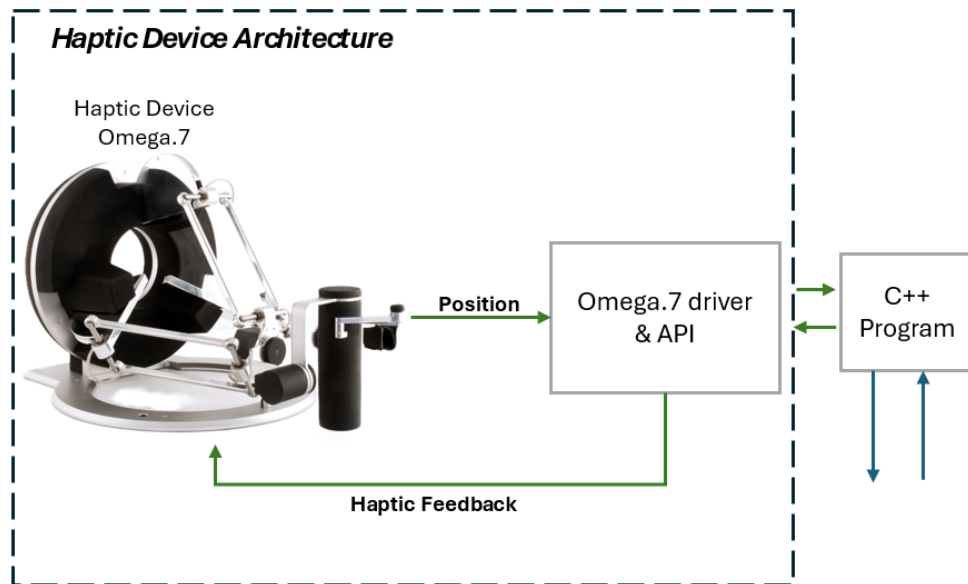 Haptic Device Architecture
Haptic Device
Omega.7
Position
Omega.7 driver
& API
C++
Program
Haptic Feedback